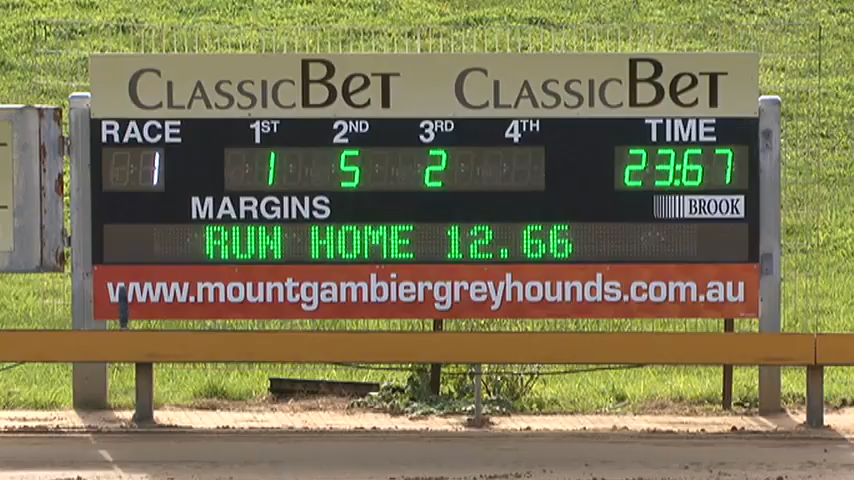 CLASSICBET CLASSICBET
RACE 1ST 2ND 3RD 4TH TIME
1 1 5 2 23:67
MARGINS BROOK
RUN HOME 12.66
www.mountgambiergreyhounds.com.au